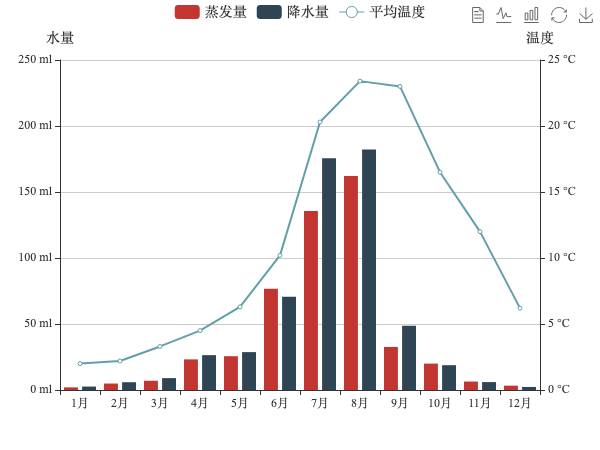 蒸发量 降水量 平均温度
水量 温度
250 ml 25 °C
200 ml 20 °C
150 ml 15 °C
100 ml 10 °C
50 ml 5 °C
0 ml 0 °C
1月 2月 3月 4月 5月 6月 7月 8月 9月 10月 11月 12月